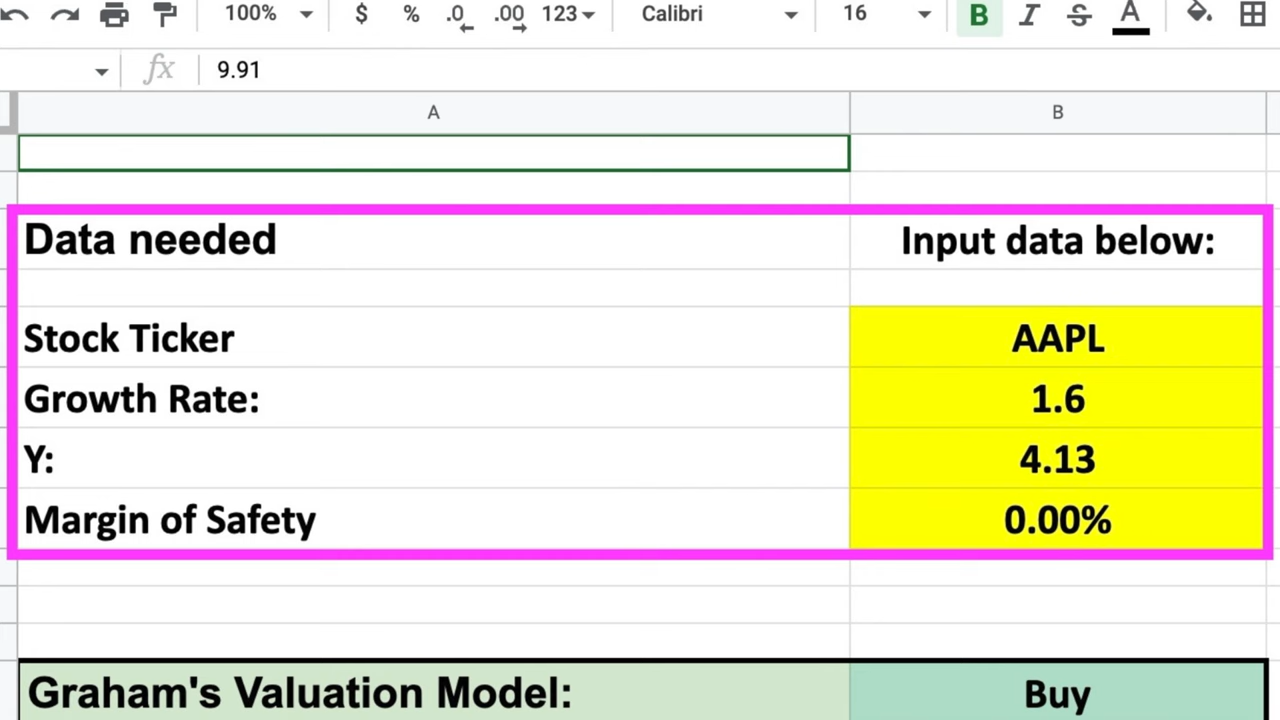 100% $ % .0 .00 123 Calibri 16 B I S A
fx 9.91
A B
Data needed Input data below:
Stock Ticker AAPL
Growth Rate: 1.6
Y: 4.13
Margin of Safety 0.00%
Graham's Valuation Model: Buy